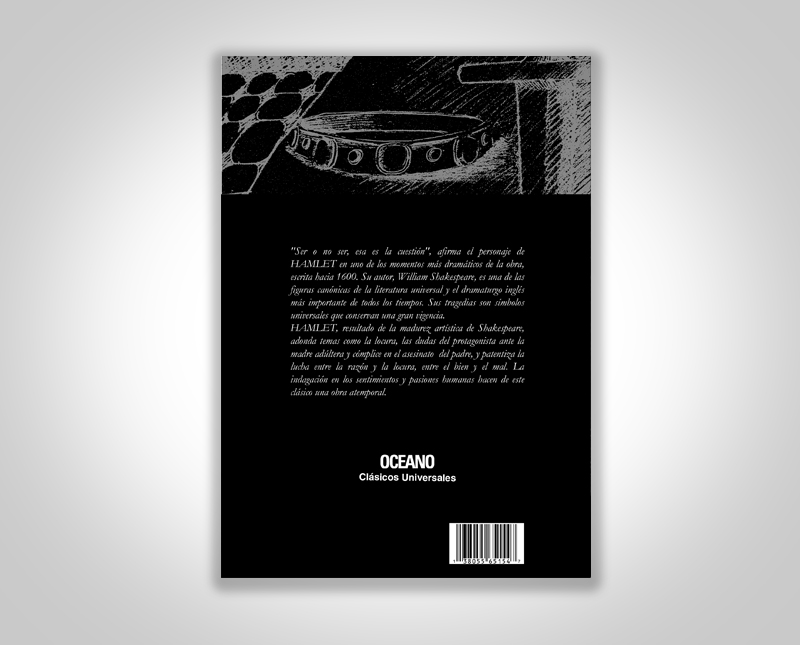 "Ser o no ser, esa es la cuestión", afirma el personaje de
HAMLET en uno de los momentos más dramáticos de la obra,
escrita hacia 1600. Su autor, William Shakespeare, es una de las
figuras canónicas de la literatura universal y el dramaturgo inglés
más importante de todos los tiempos. Sus tragedias son símbolos
universales que conservan una gran vigencia.
HAMLET, resultado de la madurez artística de Shakespeare,
adonda temas como la locura, las dudas del protagonista ante la
madre adúltera y cómplice en el asesinato del padre, y patentiza la
lucha entre la razón y la locura, entre el bien y el mal. La
indagación en los sentimientos y pasiones humanas hacen de este
clásico una obra atemporal.
OCEANO
Clásicos Universales